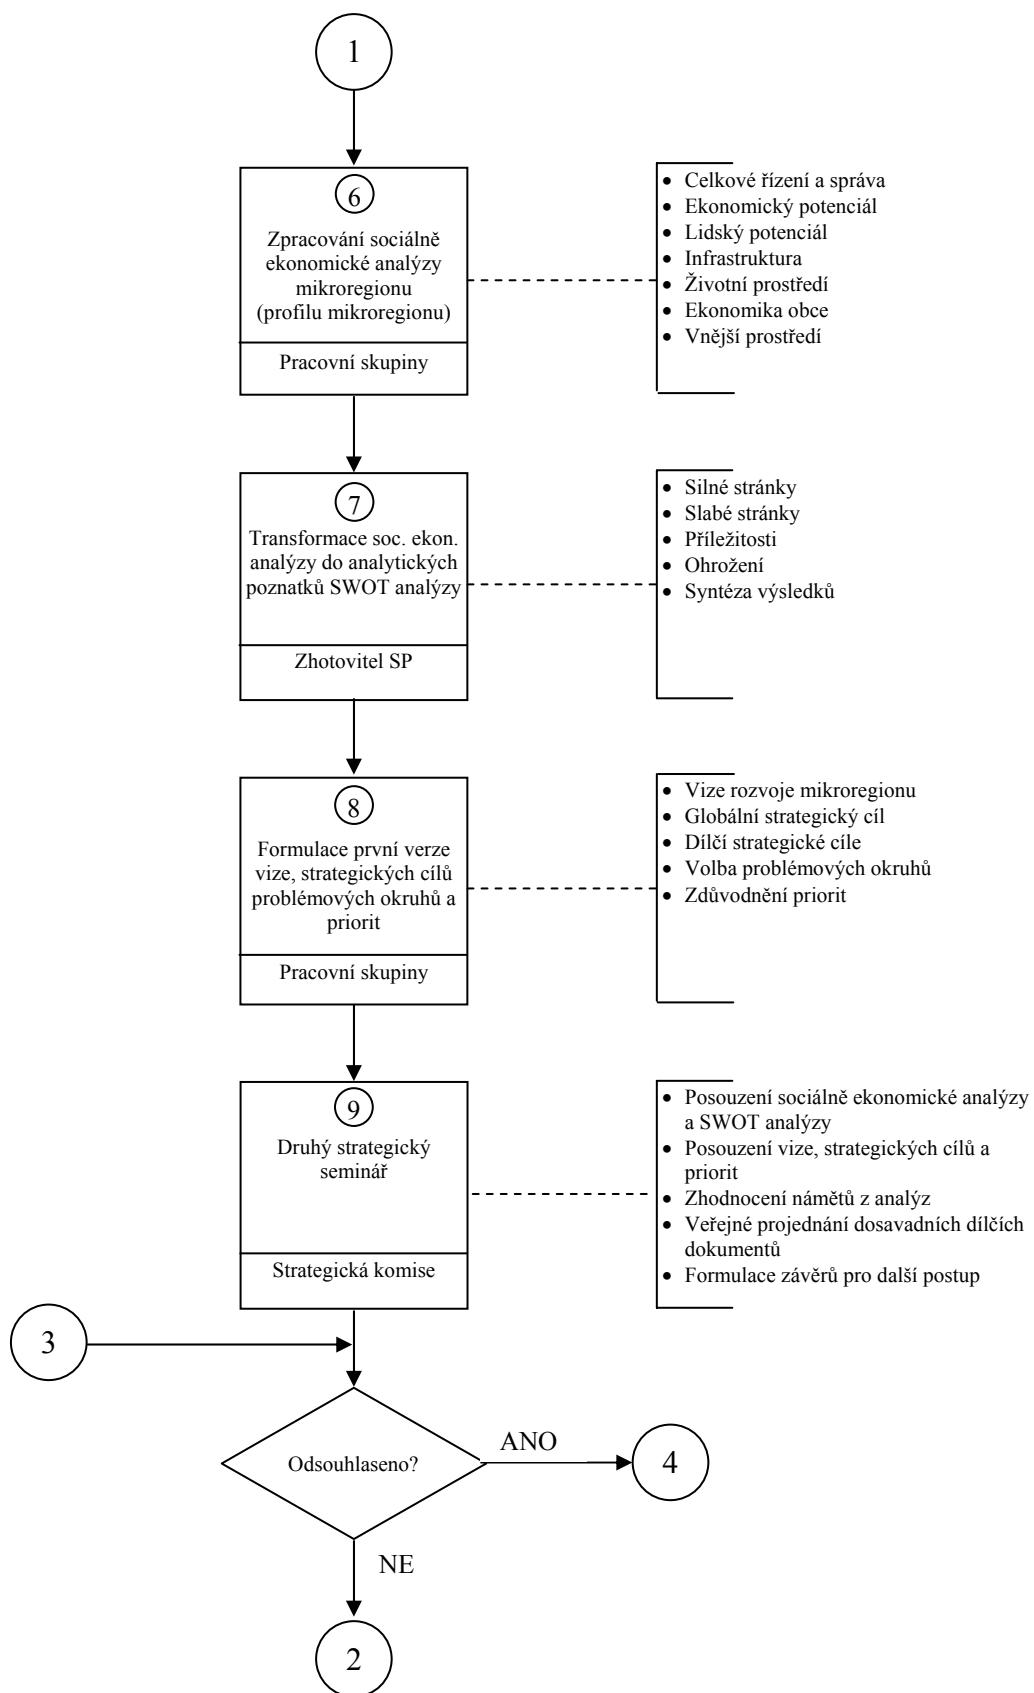 1
6
Zpracování sociálně
ekonomické analýzy
mikroregionu
(profilu mikroregionu)
Pracovní skupiny
• Celkové řízení a správa
• Ekonomický potenciál
• Lidský potenciál
• Infrastruktura
• Životní prostředí
• Ekonomika obce
• Vnější prostředí
7
Transformace soc. ekon.
analýzy do analytických
poznatků SWOT analýzy
Zhotovitel SP
• Silné stránky
• Slabé stránky
• Příležitosti
• Ohrožení
• Syntéza výsledků
8
Formulace první verze
vize, strategických cílů
problémových okruhů a
priorit
Pracovní skupiny
• Vize rozvoje mikroregionu
• Globální strategický cíl
• Dílčí strategické cíle
• Volba problémových okruhů
• Zdůvodnění priorit
9
Druhý strategický
seminář
Strategická komise
• Posouzení sociálně ekonomické analýzy
a SWOT analýzy
• Posouzení vize, strategických cílů a
priorit
• Zhodnocení námětů z analýz
• Veřejné projednání dosavadních dílčích
dokumentů
• Formulace závěrů pro další postup
3
Odsouhlaseno?
ANO
4
NE
2